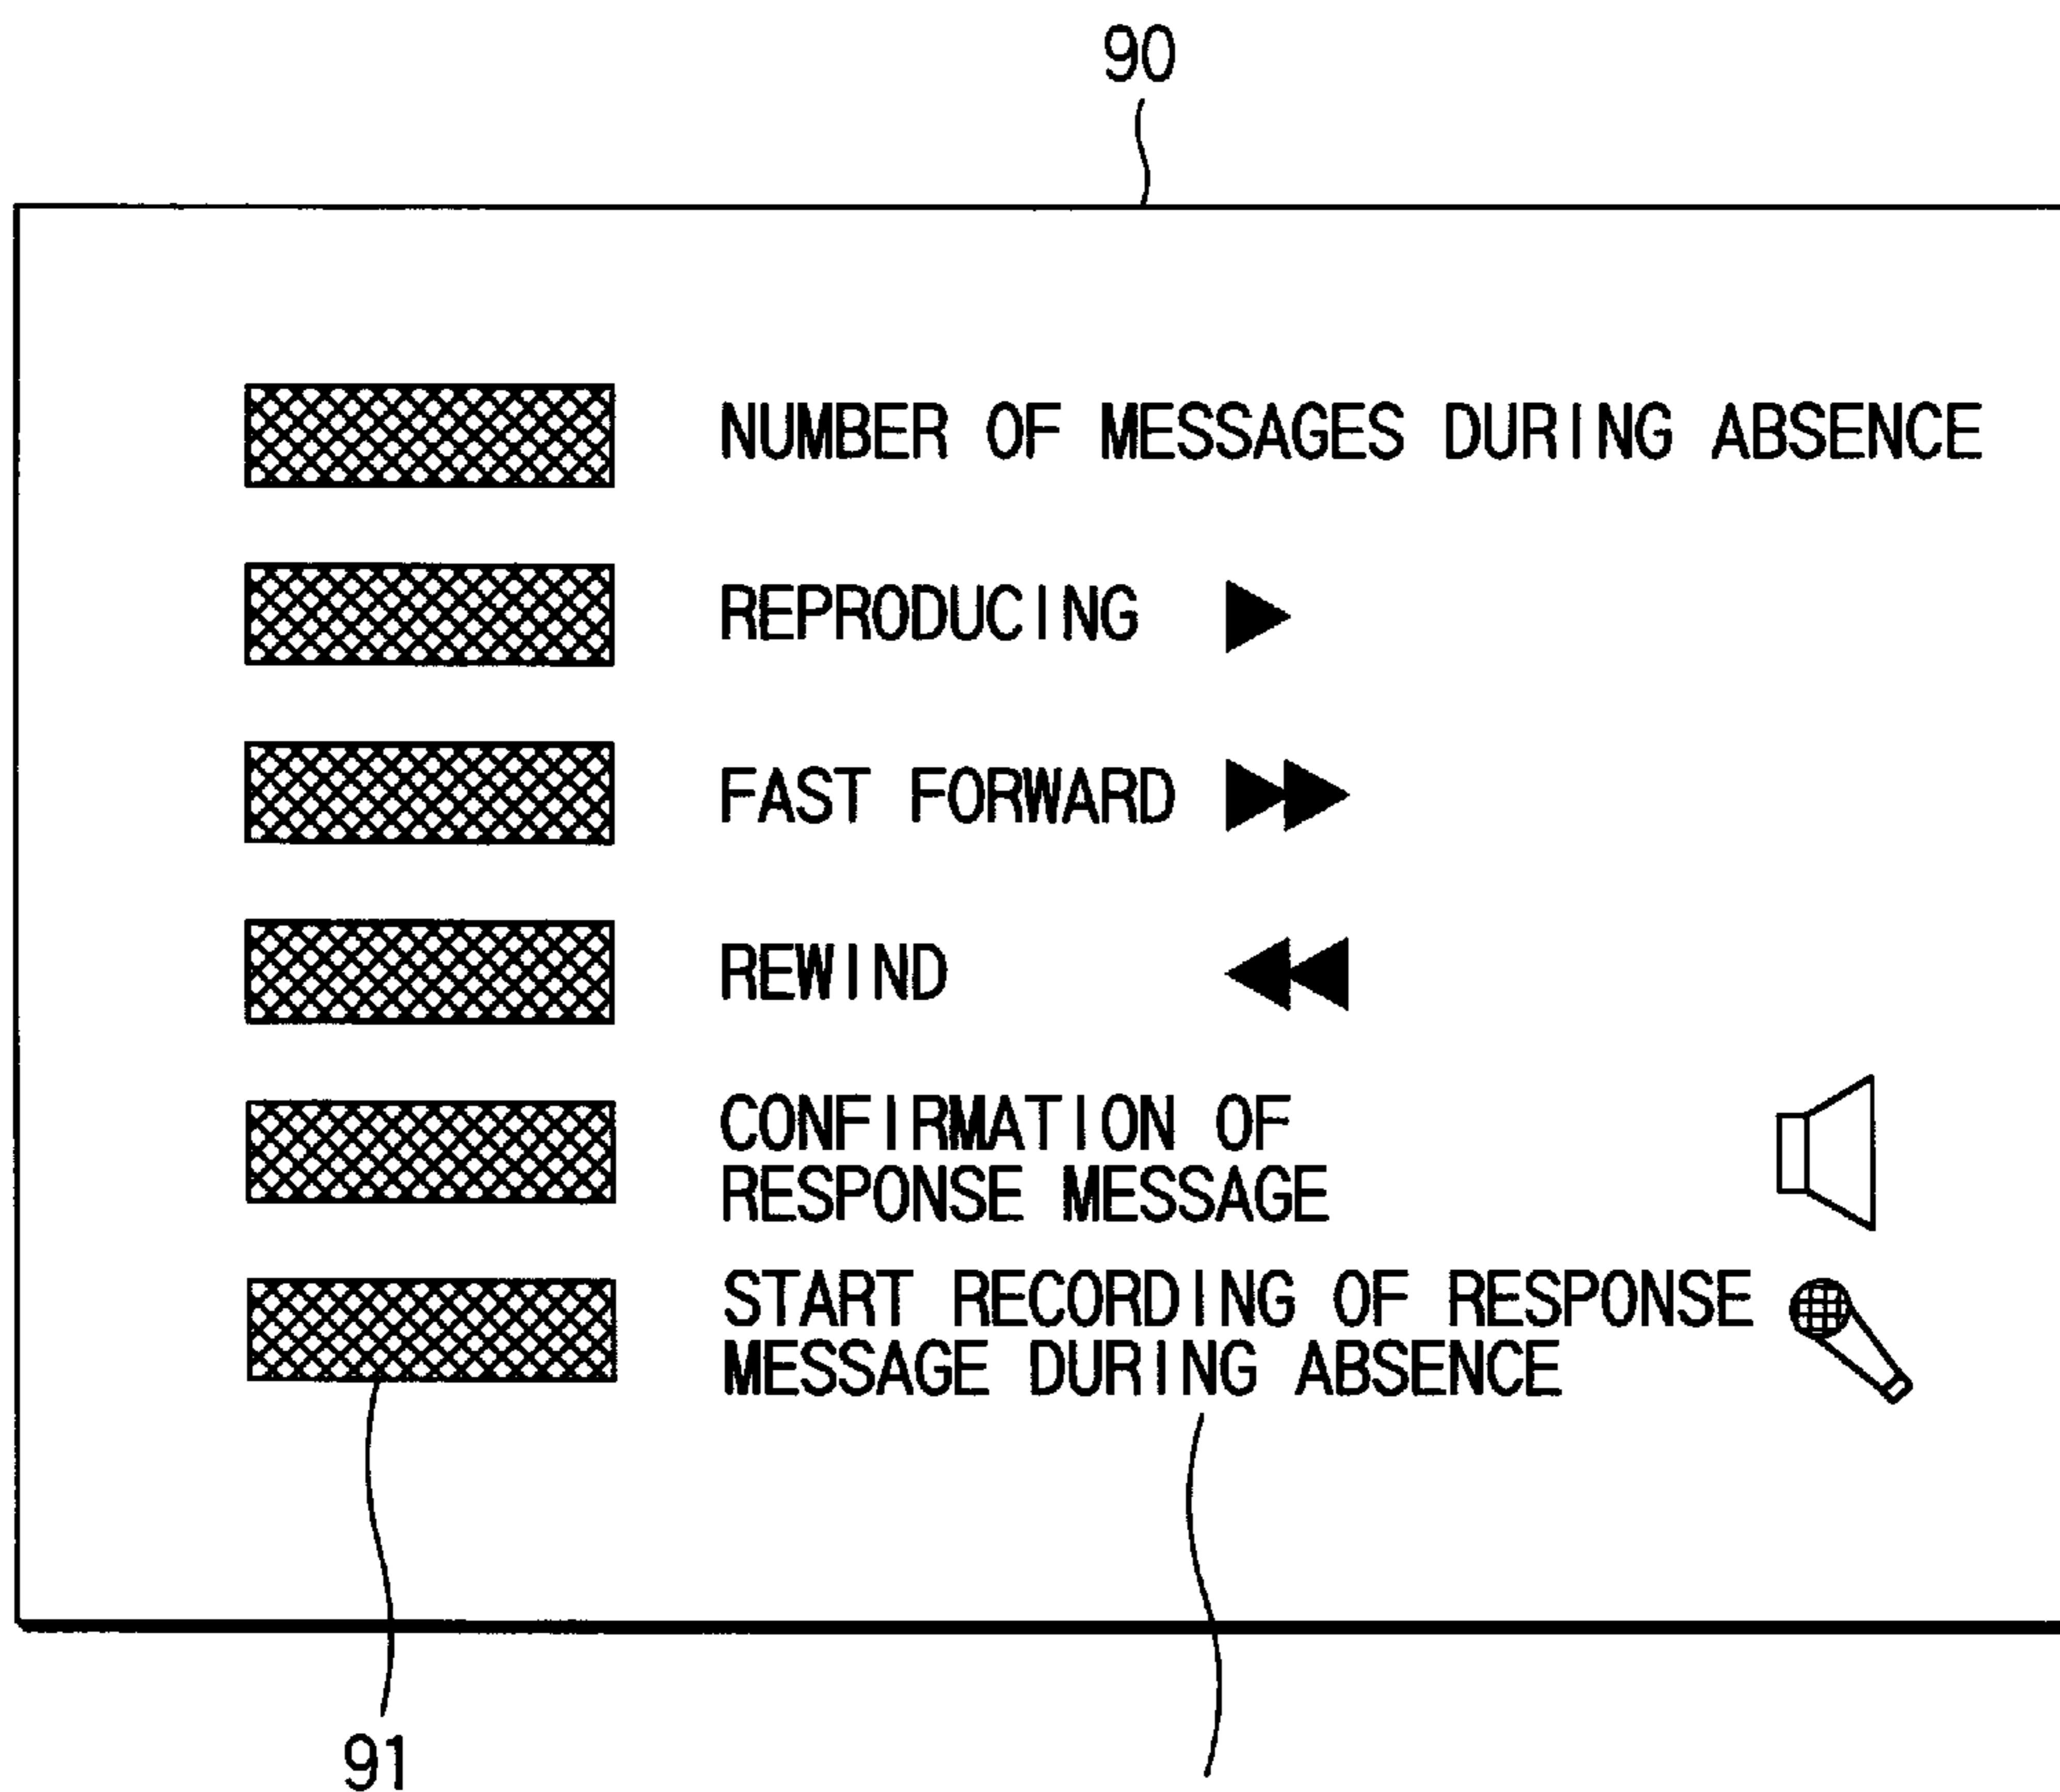 90
NUMBER OF MESSAGES DURING ABSENCE
REPRODUCING
FAST FORWARD
REWIND
CONFIRMATION OF
RESPONSE MESSAGE
START RECORDING OF RESPONSE
MESSAGE DURING ABSENCE
91